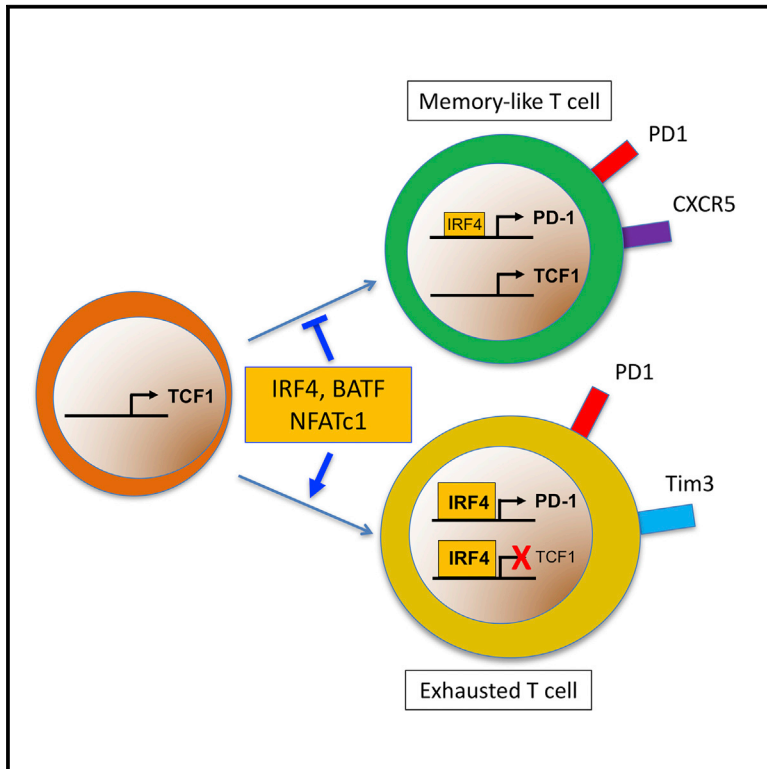 Memory-like T cell
PD1
CXCR5
IRF4
PD-1
TCF1
TCF1
IRF4, BATF
NFATc1
PD1
Tim3
IRF4
PD-1
IRF4
X
TCF1
Exhausted T cell